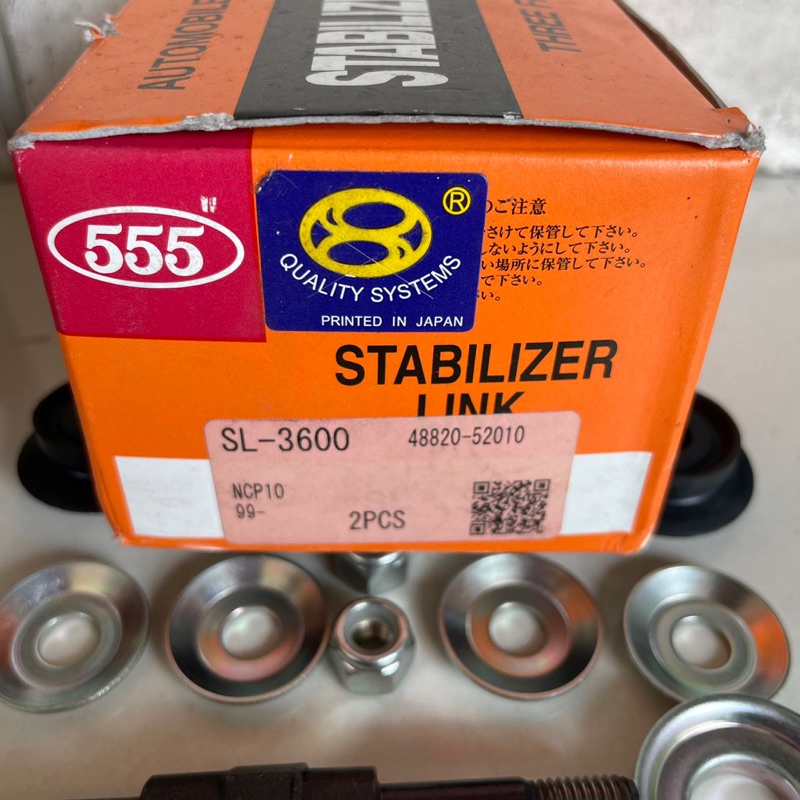 AUTOMOBILE
STABILIZ
THREE F
555
®
QUALITY SYSTEMS
PRINTED IN JAPAN
のご注意
さけて保管して下さい。
しないようにして下さい。
い場所に保管して下さい。
で下さい。
い。
STABILIZER
LINK
SL-3600
48820-52010
NCP10
99-
2PCS